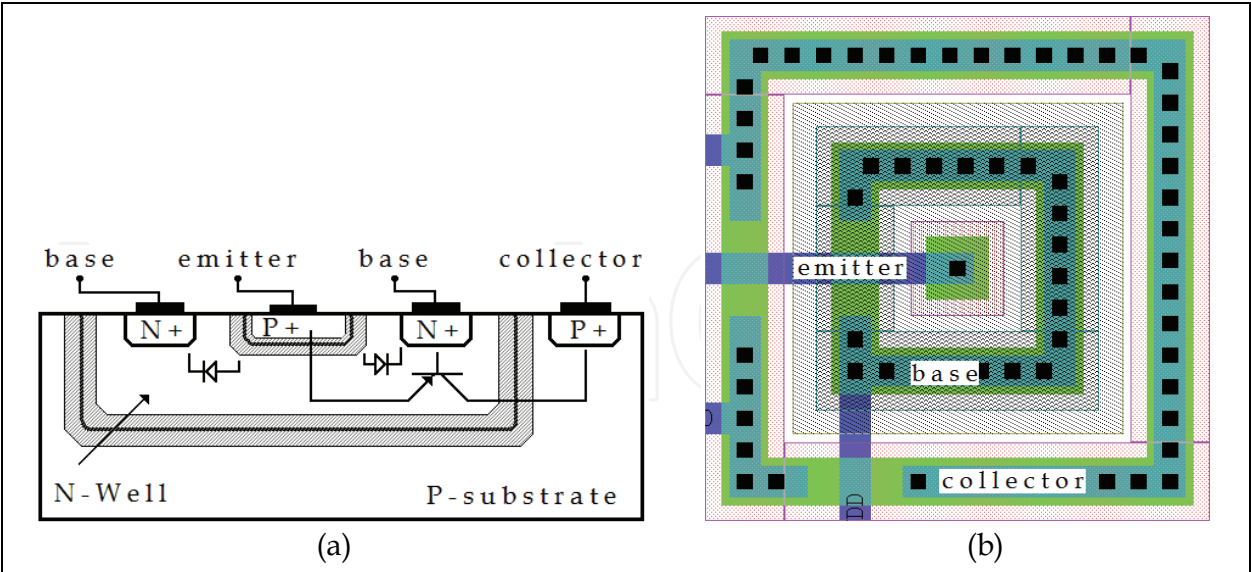 base
emitter
base
collector
N+
P+
N+
P+
N-Well
P-substrate
(a)
emitter
base
collector
DD
(b)